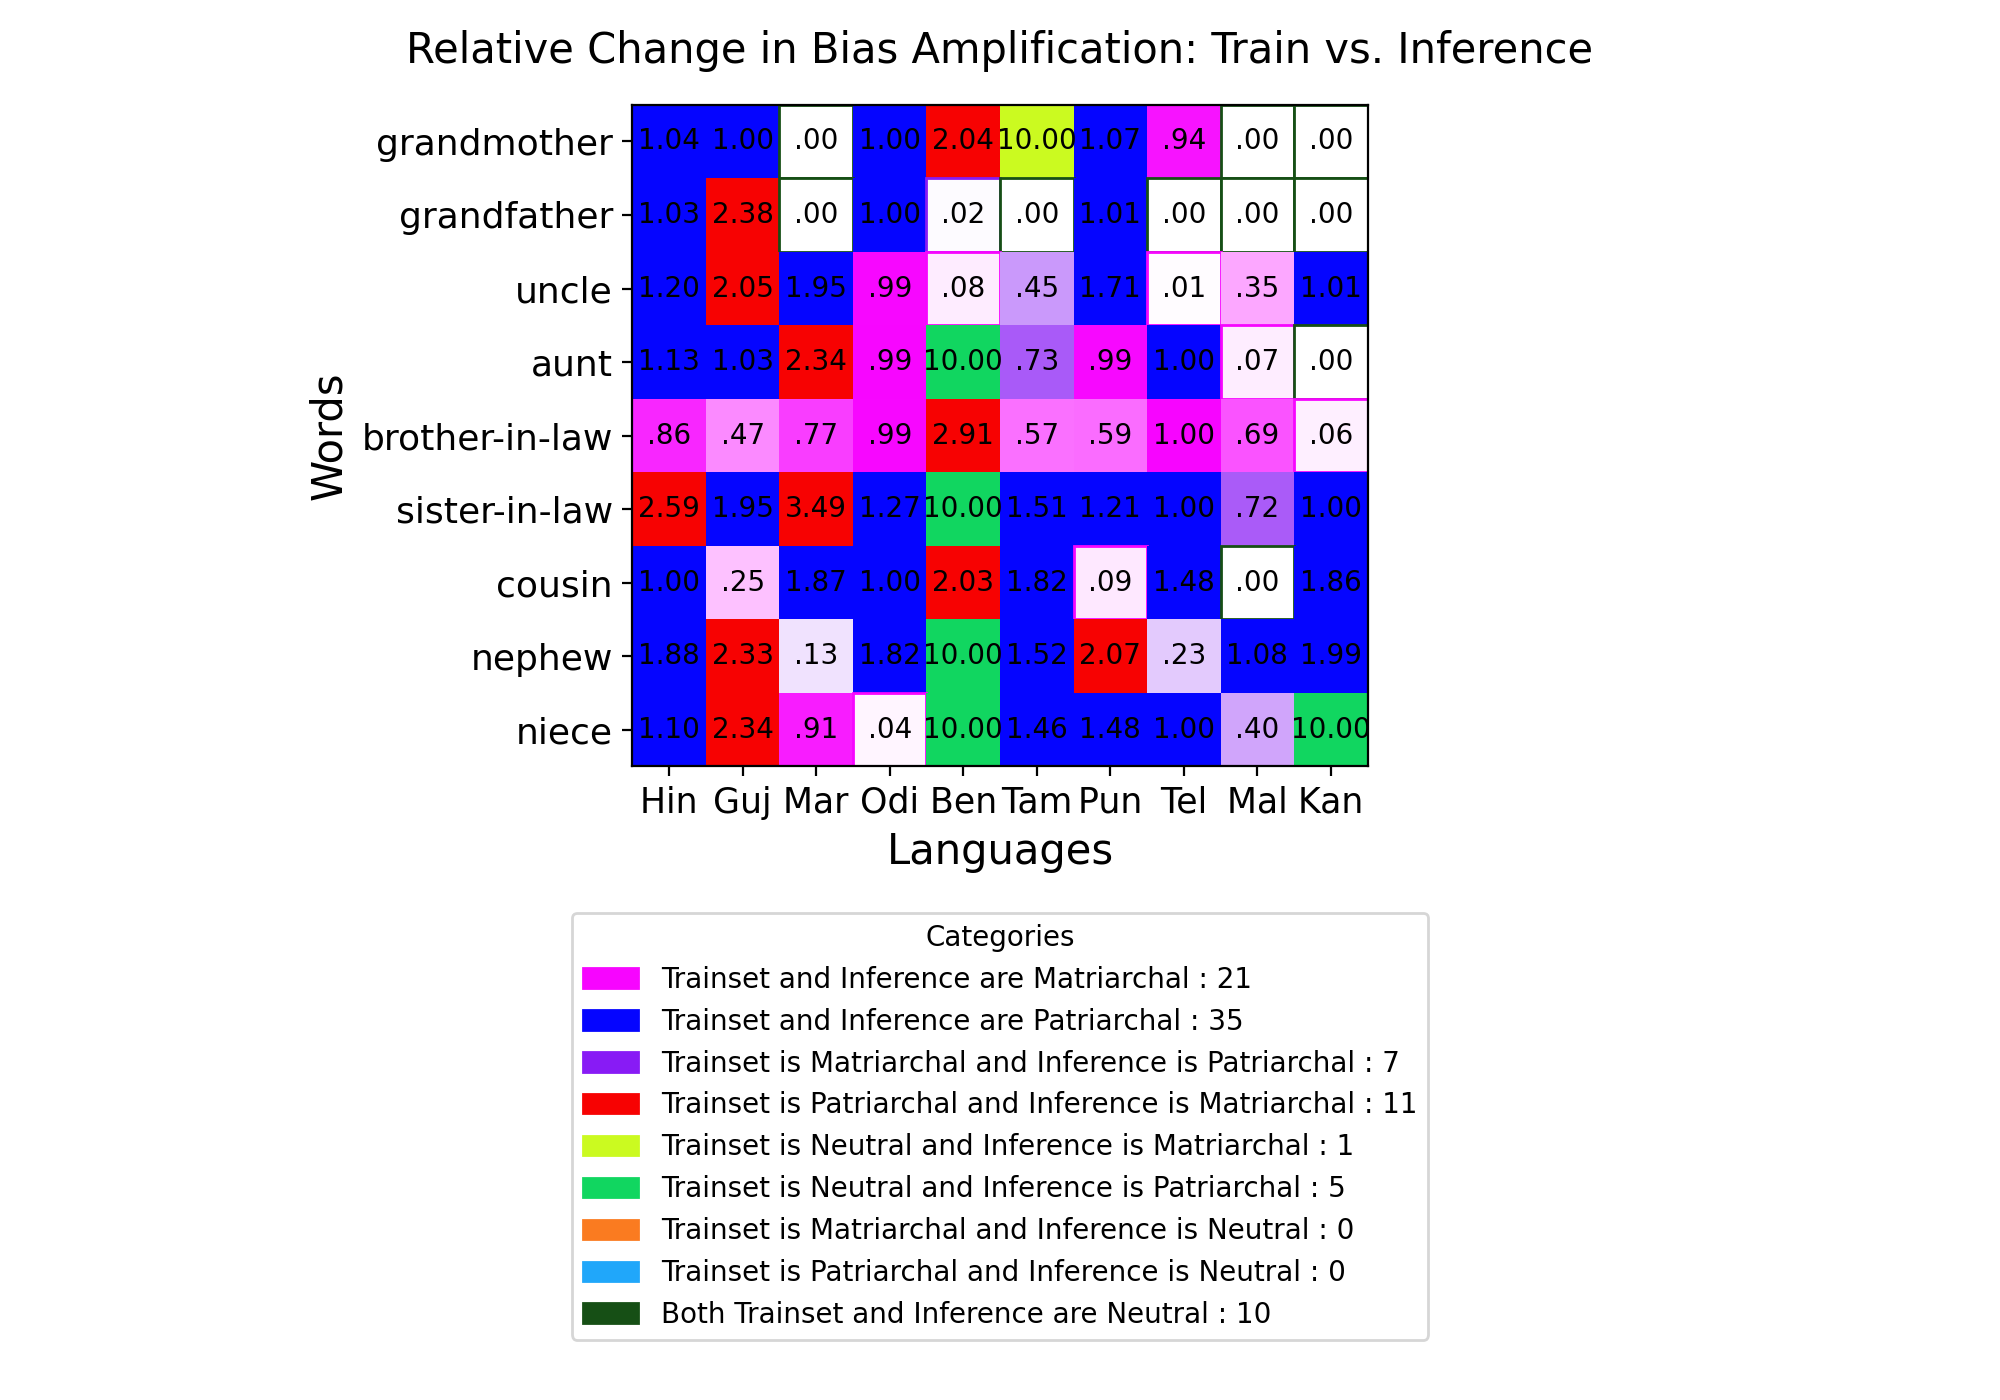 Relative Change in Bias Amplification: Train vs. Inference
Words
grandmother 1.04 1.00 .00 1.00 2.04 10.00 1.07 .94 .00 .00
grandfather 1.03 2.38 .00 1.00 .02 .00 1.01 .00 .00 .00
uncle 1.20 2.05 1.95 .99 .08 .45 1.71 .01 .35 1.01
aunt 1.13 1.03 2.34 .99 10.00 .73 .99 1.00 .07 .00
brother-in-law .86 .47 .77 .99 2.91 .57 .59 1.00 .69 .06
sister-in-law 2.59 1.95 3.49 1.27 10.00 1.51 1.21 1.00 .72 1.00
cousin 1.00 .25 1.87 1.00 2.03 1.82 .09 1.48 .00 1.86
nephew 1.88 2.33 .13 1.82 10.00 1.52 2.07 .23 1.08 1.99
niece 1.10 2.34 .91 .04 10.00 1.46 1.48 1.00 .40 10.00
Hin Guj Mar Odi Ben Tam Pun Tel Mal Kan
Languages
Categories
Trainset and Inference are Matriarchal : 21
Trainset and Inference are Patriarchal : 35
Trainset is Matriarchal and Inference is Patriarchal : 7
Trainset is Patriarchal and Inference is Matriarchal : 11
Trainset is Neutral and Inference is Matriarchal : 1
Trainset is Neutral and Inference is Patriarchal : 5
Trainset is Matriarchal and Inference is Neutral : 0
Trainset is Patriarchal and Inference is Neutral : 0
Both Trainset and Inference are Neutral : 10